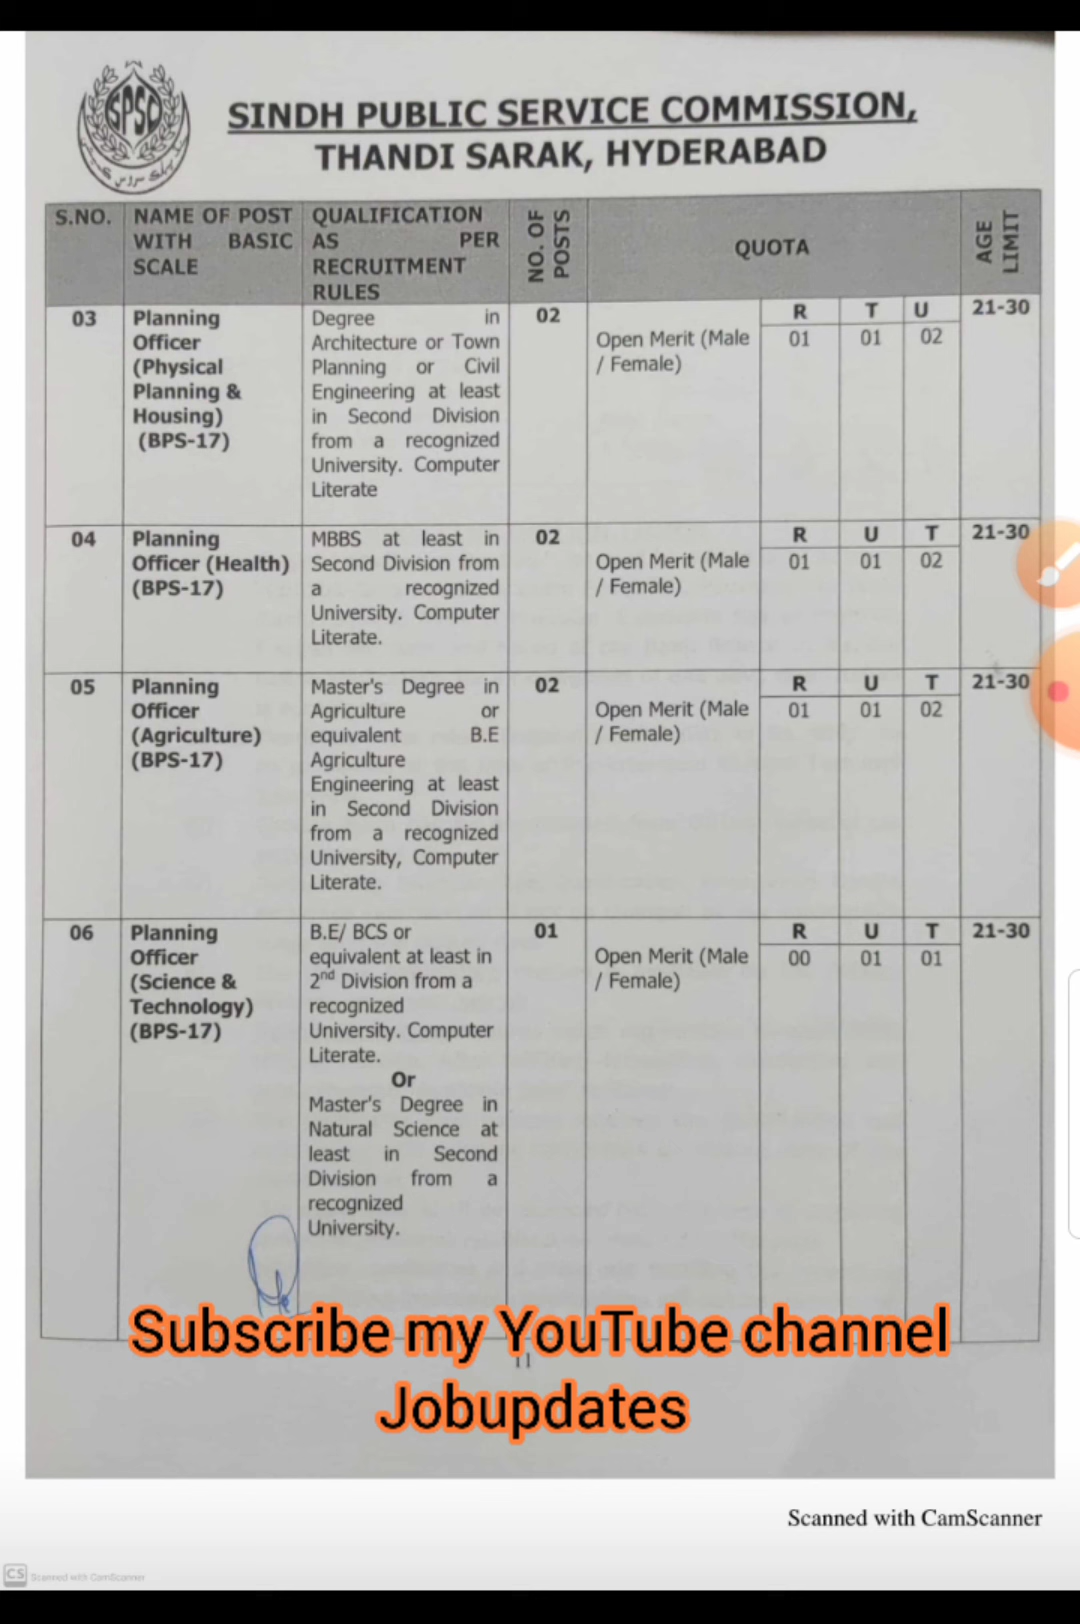 SPSC
SINDH PUBLIC SERVICE COMMISSION,
THANDI SARAK, HYDERABAD
S.NO.
NAME OF POST
WITH BASIC
SCALE
QUALIFICATION
AS PER
RECRUITMENT
RULES
NO. OF
POSTS
QUOTA
AGE
LIMIT
03
Planning
Officer
(Physical
Planning &
Housing)
(BPS-17)
Degree in
Architecture or Town
Planning or Civil
Engineering at least
in Second Division
from a recognized
University. Computer
Literate
02
Open Merit (Male
/ Female)
R T U
01 01 02
21-30
04
Planning
Officer (Health)
(BPS-17)
MBBS at least in
Second Division from
a recognized
University. Computer
Literate.
02
Open Merit (Male
/ Female)
R U T
01 01 02
21-30
05
Planning
Officer
(Agriculture)
(BPS-17)
Master's Degree in
Agriculture or
equivalent B.E
Agriculture
Engineering at least
in Second Division
from a recognized
University, Computer
Literate.
02
Open Merit (Male
/ Female)
R U T
01 01 02
21-30
06
Planning
Officer
(Science &
Technology)
(BPS-17)
B.E/ BCS or
equivalent at least in
2nd Division from a
recognized
University. Computer
Literate.
Or
Master's Degree in
Natural Science at
least in Second
Division from a
recognized
University.
01
Open Merit (Male
/ Female)
R U T
00 01 01
21-30
Subscribe my YouTube channel
11
Jobupdates
Scanned with CamScanner
CS Scanned with CamScanner